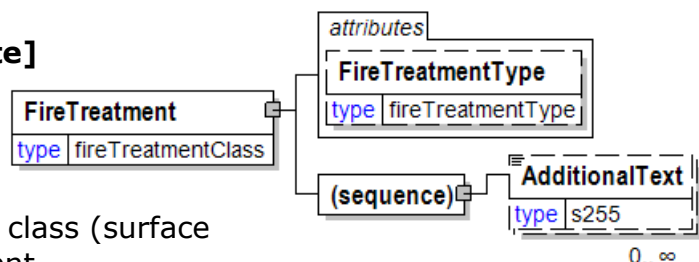 te]
attributes
FireTreatmentType
type fireTreatmentType
FireTreatment
type fireTreatmentClass
(sequence)
AdditionalText
type s255
0..∞
class (surface